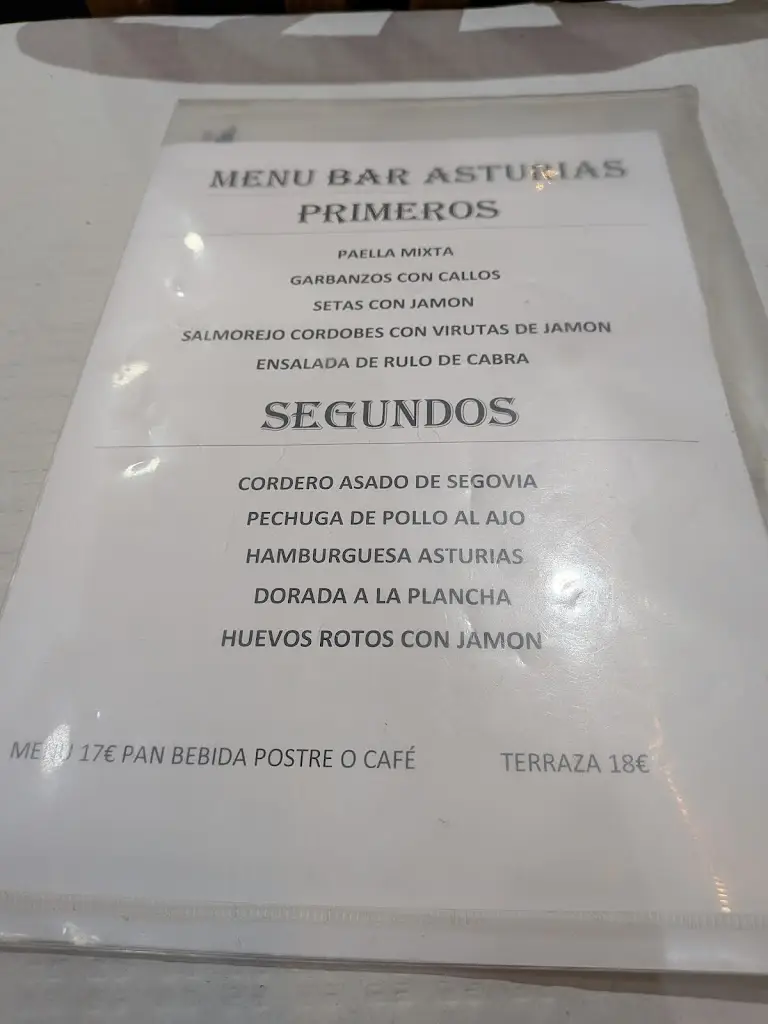 MENU BAR ASTURIAS
PRIMEROS
PAELLA MIXTA
GARBANZOS CON CALLOS
SETAS CON JAMON
SALMOREJO CORDOBES CON VIRUTAS DE JAMON
ENSALADA DE RULO DE CABRA
SEGUNDOS
CORDERO ASADO DE SEGOVIA
PECHUGA DE POLLO AL AJO
HAMBURGUESA ASTURIAS
DORADA A LA PLANCHA
HUEVOS ROTOS CON JAMON
MENU 17€ PAN BEBIDA POSTRE O CAFÉ TERRAZA 18€